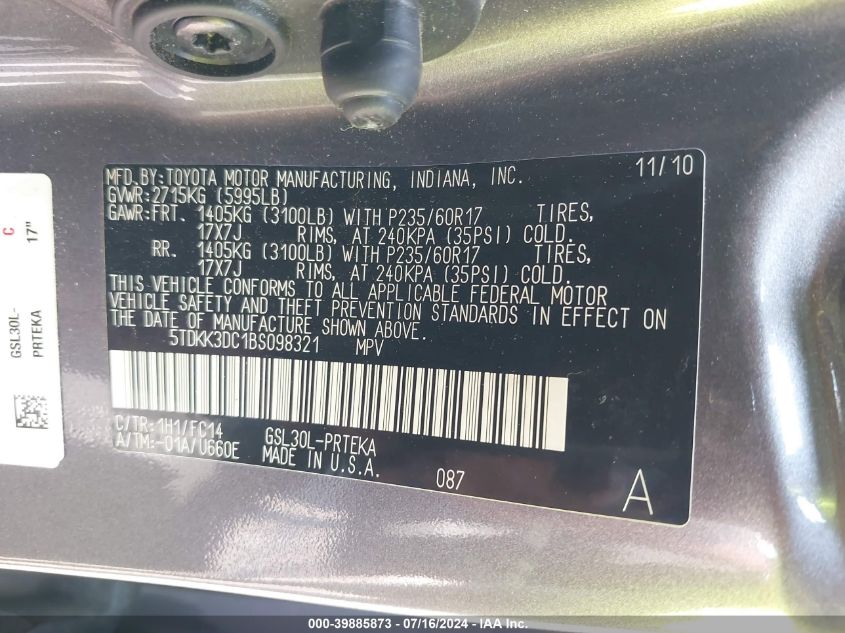 MFD. BY:TOYOTA MOTOR MANUFACTURING, INDIANA, INC. 11/10
GVWR:2715KG (5995LB)
GAWR:FRT. 1405KG (3100LB) WITH P235/60R17 TIRES,
17X7J RIMS, AT 240KPA (35PSI) COLD.
RR. 1405KG (3100LB) WITH P235/60R17 TIRES,
17X7J RIMS, AT 240KPA (35PSI) COLD.
THIS VEHICLE CONFORMS TO ALL APPLICABLE FEDERAL MOTOR
VEHICLE SAFETY AND THEFT PREVENTION STANDARDS IN EFFECT ON
THE DATE OF MANUFACTURE SHOWN ABOVE.
5TDKK3DC1BS098321 MPV
C/TR:1H1/FC14 GSL30L-PRTEKA
A/TM:-01A/U660E MADE IN U.S.A.
087
A
C
17"
GSL30L-
PRTEKA
000-39885873 - 07/16/2024 - IAA Inc.